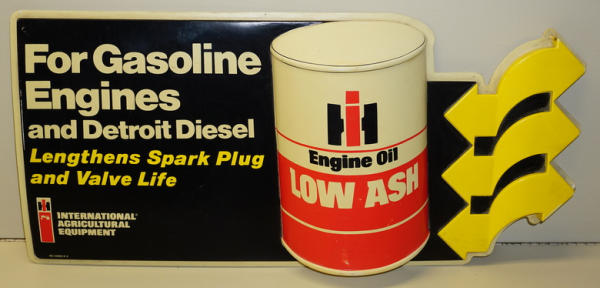 For Gasoline
Engines
and Detroit Diesel
Lengthens Spark Plug
and Valve Life
INTERNATIONAL®
AGRICULTURAL
EQUIPMENT
IH
Engine Oil
LOW ASH